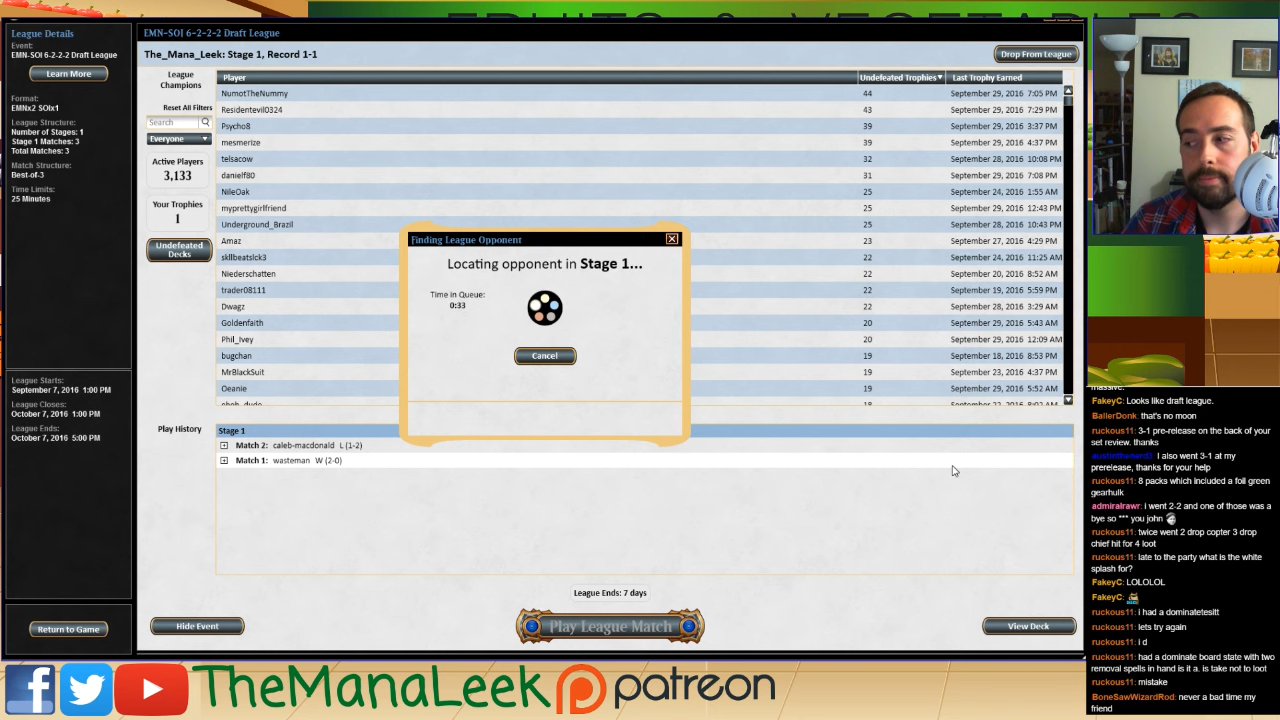 FRUITS & VEGETABLES
League Details
Event:
EMN-SOI 6-2-2-2 Draft League
Learn More
Format:
EMNx2 SOIx1
League Structure:
Number of Stages: 1
Stage 1 Matches: 3
Total Matches: 3
Match Structure:
Best-of-3
Time Limits:
25 Minutes
League Starts:
September 7, 2016 1:00 PM
League Closes:
October 7, 2016 1:00 PM
League Ends:
October 7, 2016 5:00 PM
Return to Game
EMN-SOI 6-2-2-2 Draft League
The_Mana_Leek: Stage 1, Record 1-1
Drop From League
League
Champions
Reset All Filters
Search
Everyone
Active Players
3,133
Your Trophies
1
Undefeated
Decks
Player Undefeated Trophies Last Trophy Earned
NumotTheNummy 44 September 29, 2016 7:05 PM
Residentevil0324 43 September 29, 2016 7:29 PM
Psycho8 39 September 29, 2016 3:37 PM
mesmerize 39 September 29, 2016 4:37 PM
telsacow 32 September 28, 2016 10:08 PM
danielf80 31 September 29, 2016 7:08 PM
NileOak 25 September 24, 2016 1:55 AM
myprettygirlfriend 25 September 29, 2016 12:43 PM
Underground_Brazil 25 September 28, 2016 10:43 PM
Amaz 23 September 27, 2016 4:29 PM
skillbeatslck3 22 September 24, 2016 11:25 AM
Niederschatten 22 September 20, 2016 8:52 AM
trader08111 22 September 19, 2016 5:59 PM
Dwagz 22 September 28, 2016 3:29 AM
Goldenfaith 20 September 29, 2016 5:43 AM
Phil_Ivey 20 September 29, 2016 12:09 AM
bugchan 19 September 18, 2016 8:53 PM
MrBlackSuit 19 September 23, 2016 4:37 PM
Oeanie 19 September 29, 2016 5:52 AM
Finding League Opponent
Locating opponent in Stage 1...
Time in Queue:
0:33
Cancel
Play History
Stage 1
Match 2: caleb-macdonald L (1-2)
Match 1: wasteman W (2-0)
League Ends: 7 days
Hide Event
Play League Match
View Deck
massive.
FakeyC: Looks like draft league.
BallerDonk: that's no moon
ruckous11: 3-1 pre-release on the back of your
set review. thanks
I also went 3-1 at my
prerelease, thanks for your help
ruckous11: 8 packs which included a foil green
gearhulk
admiralrawr: i went 2-2 and one of those was a
bye so *** you john
ruckous11: twice went 2 drop copter 3 drop
chief hit for 4 loot
ruckous11: late to the party what is the white
splash for?
FakeyC: LOLOLOL
FakeyC:
ruckous11: i had a dominatetesitt
ruckous11: lets try again
ruckous11: i d
ruckous11: had a dominate board state with two
removal spells in hand is it a. is take not to loot
ruckous11: mistake
BoneSawWizardRod: never a bad time my
friend
TheManaLeek patreon